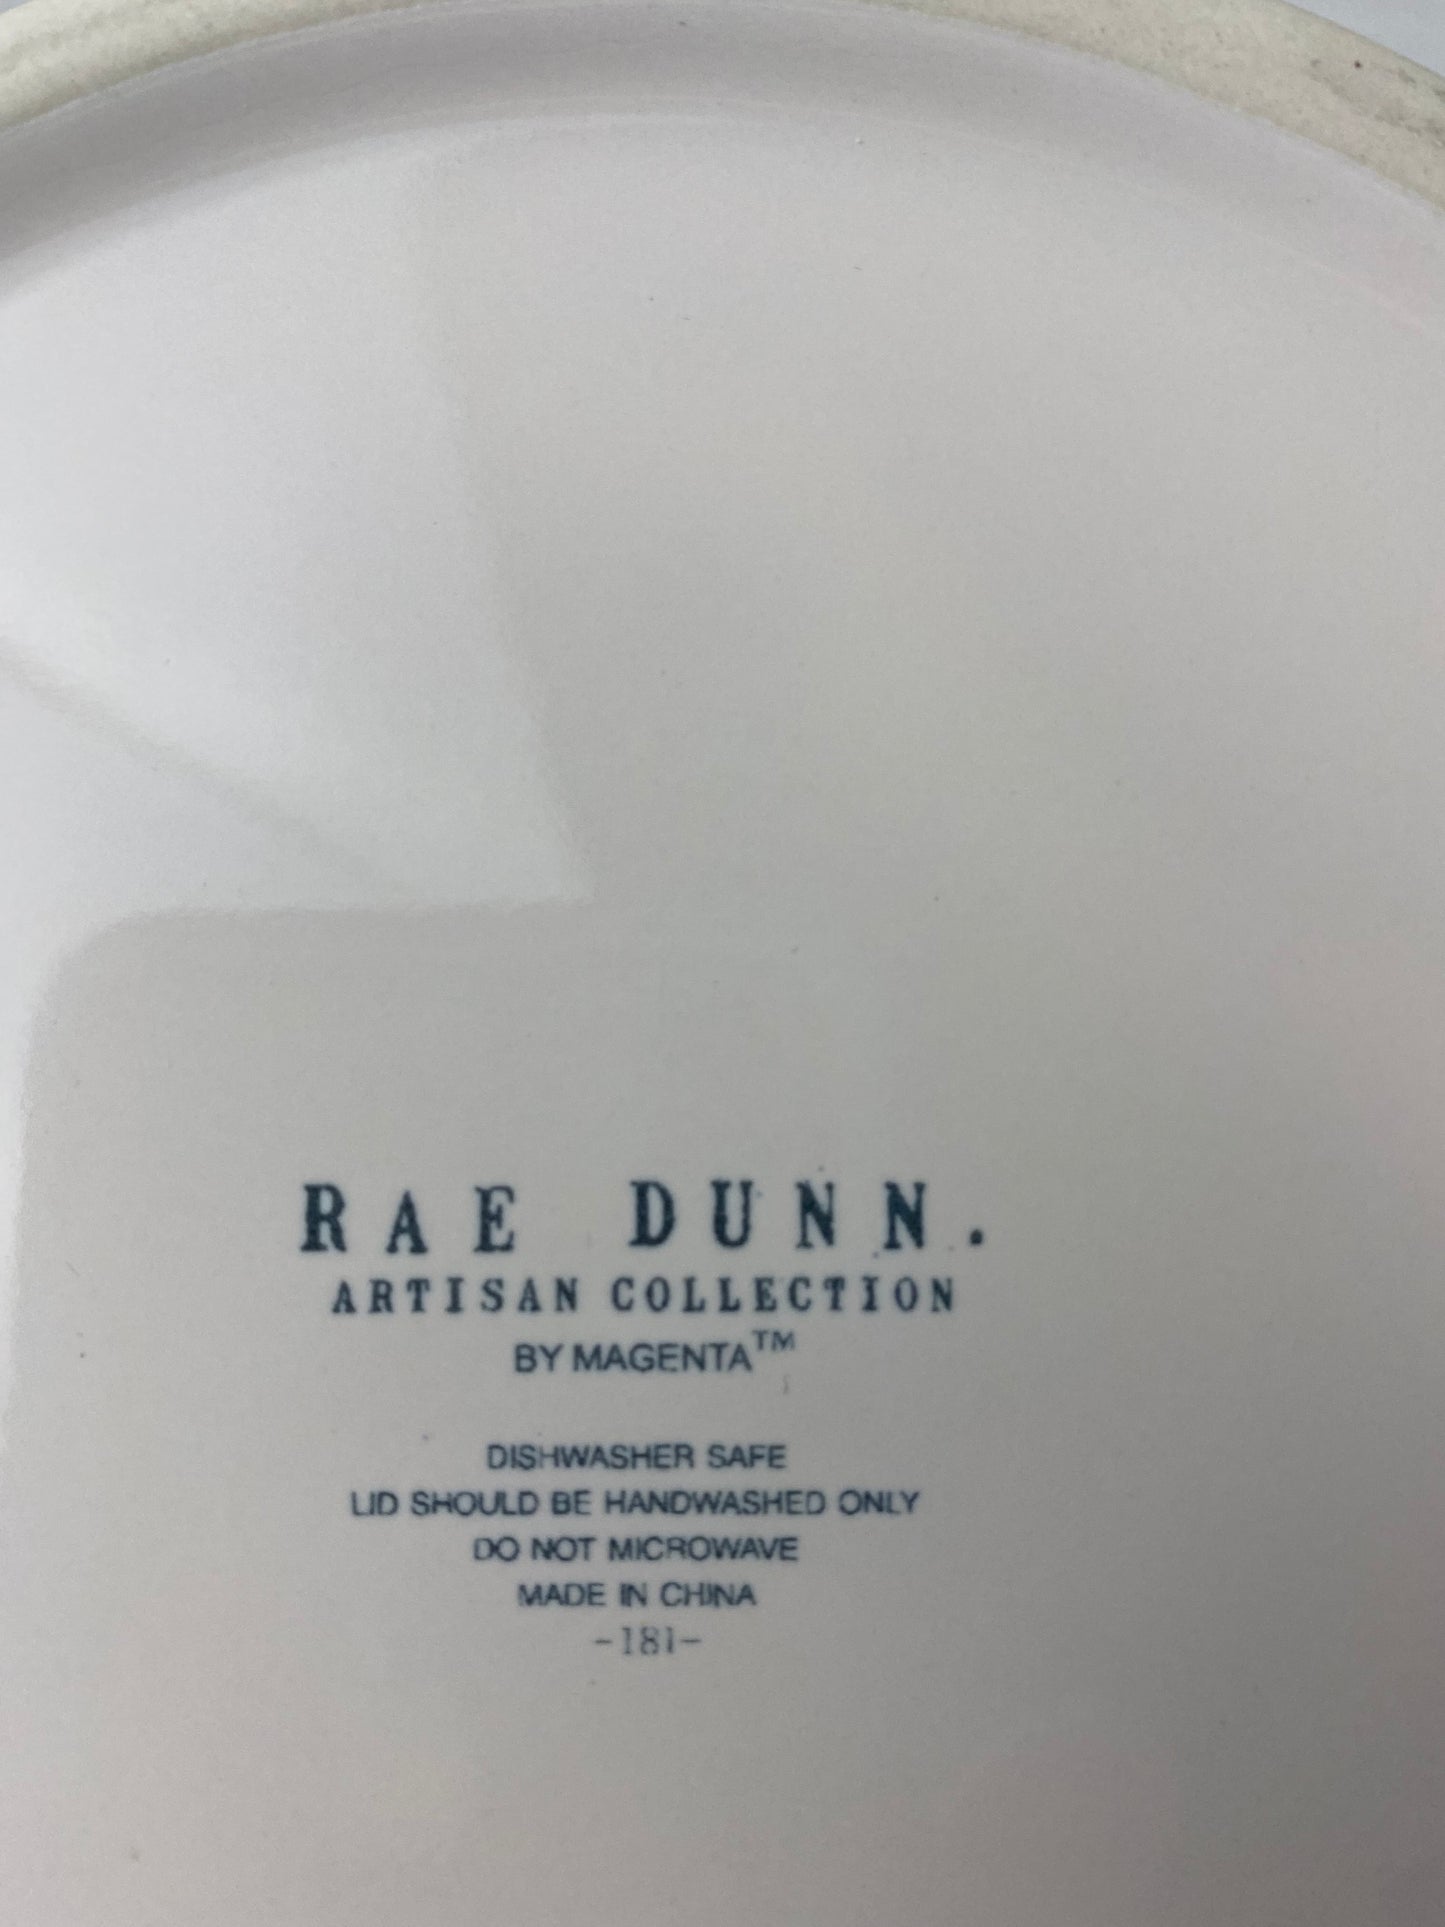 RAE DUNN.
ARTISAN COLLECTION
BY MAGENTA™
DISHWASHER SAFE
LID SHOULD BE HANDWASHED ONLY
DO NOT MICROWAVE
MADE IN CHINA
-181-